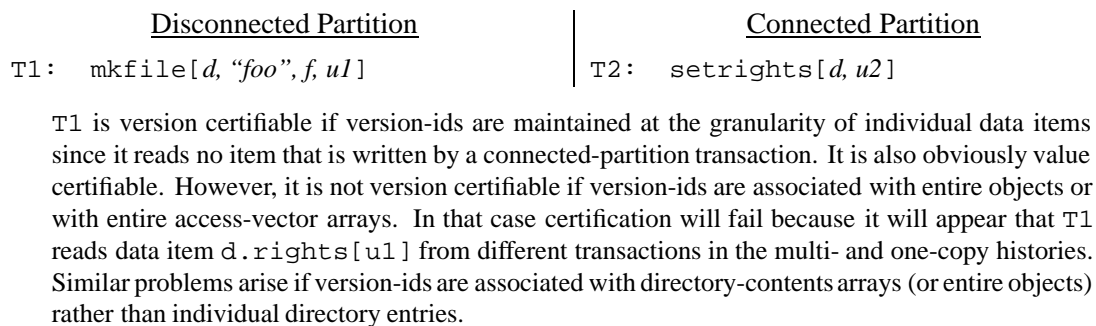 Disconnected Partition Connected Partition
T1: mkfile[d, “foo”, f, u1] T2: setrights[d, u2]
T1 is version certifiable if version-ids are maintained at the granularity of individual data items
since it reads no item that is written by a connected-partition transaction. It is also obviously value
certifiable. However, it is not version certifiable if version-ids are associated with entire objects or
with entire access-vector arrays. In that case certification will fail because it will appear that T1
reads data item d.rights[u1] from different transactions in the multi- and one-copy histories.
Similar problems arise if version-ids are associated with directory-contents arrays (or entire objects)
rather than individual directory entries.